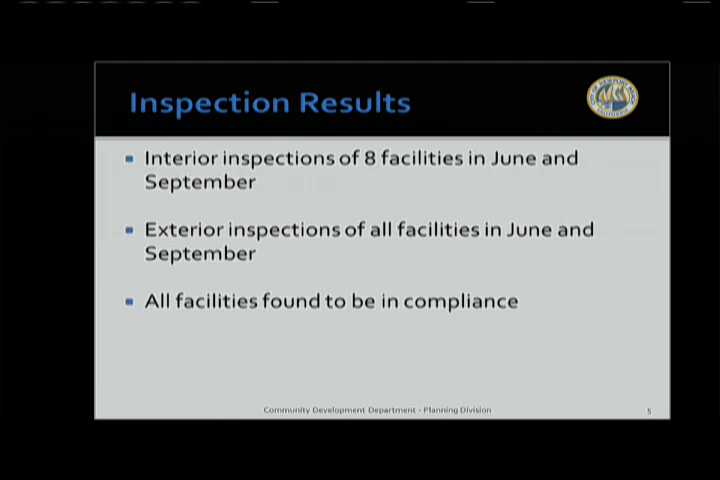 Inspection Results
Interior inspections of 8 facilities in June and
September
Exterior inspections of all facilities in June and
September
All facilities found to be in compliance
Community Development Department - Planning Division
5